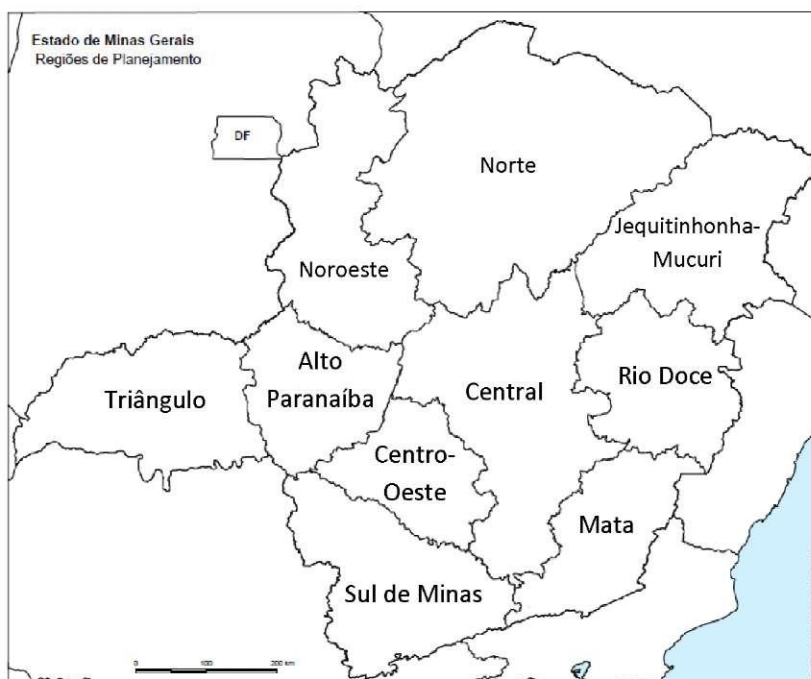 Estado de Minas Gerais
Regiões de Planejamento
DF
Norte
Jequitinhonha-
Mucuri
Noroeste
Alto
Paranaíba
Triângulo
Central
Rio Doce
Centro-
Oeste
Mata
Sul de Minas
0 100 200 km